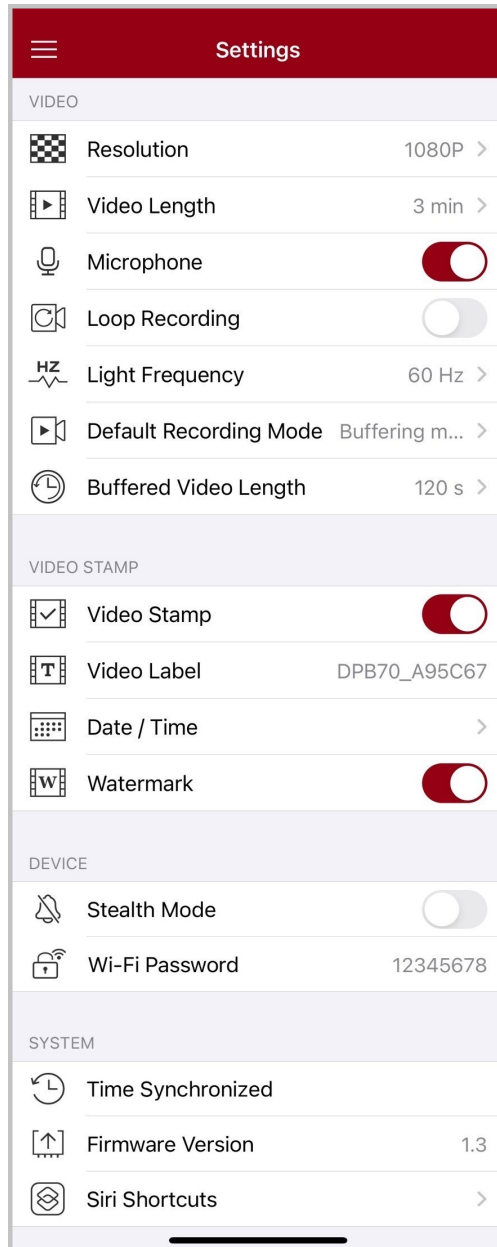 Settings
VIDEO
Resolution 1080P
Video Length 3 min
Microphone
Loop Recording
HZ Light Frequency 60 Hz
Default Recording Mode Buffering m...
Buffered Video Length 120 s
VIDEO STAMP
Video Stamp
T Video Label DPB70_A95C67
Date / Time
W Watermark
DEVICE
Stealth Mode
Wi-Fi Password 12345678
SYSTEM
Time Synchronized
Firmware Version 1.3
Siri Shortcuts